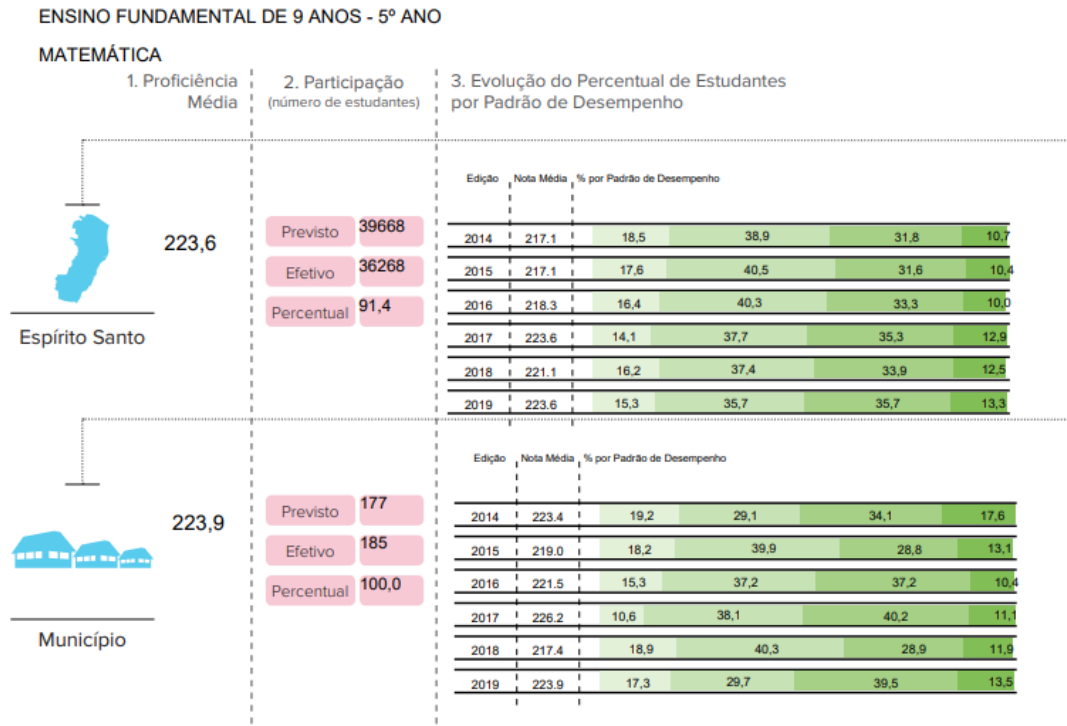 ENSINO FUNDAMENTAL DE 9 ANOS - 5º ANO
MATEMÁTICA
1. Proficiência Média
2. Participação
(número de estudantes)
3. Evolução do Percentual de Estudantes
por Padrão de Desempenho
Edição Nota Média % por Padrão de Desempenho
223,6
Previsto 39668
Efetivo 36268
Percentual 91,4
Espírito Santo
2014 217.1 18,5 38,9 31,8 10,7
2015 217.1 17,6 40,5 31,6 10,4
2016 218.3 16,4 40,3 33,3 10,0
2017 223.6 14,1 37,7 35,3 12,9
2018 221.1 16,2 37,4 33,9 12,5
2019 223.6 15,3 35,7 35,7 13,3
Edição Nota Média % por Padrão de Desempenho
223,9
Previsto 177
Efetivo 185
Percentual 100,0
Município
2014 223.4 19,2 29,1 34,1 17,6
2015 219.0 18,2 39,9 28,8 13,1
2016 221.5 15,3 37,2 37,2 10,4
2017 226.2 10,6 38,1 40,2 11,1
2018 217.4 18,9 40,3 28,9 11,9
2019 223.9 17,3 29,7 39,5 13,5